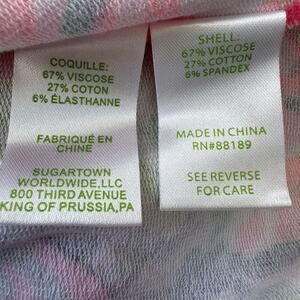 COQUILLE:
67% VISCOSE
27% COTON
6% ÉLASTHANNE
FABRIQUÉ EN
CHINE
SUGARTOWN
WORLDWIDE,LLC
800 THIRD AVENUE
KING OF PRUSSIA,PA
SHELL:
67% VISCOSE
27% COTTON
6% SPANDEX
MADE IN CHINA
RN#88189
SEE REVERSE
FOR CARE